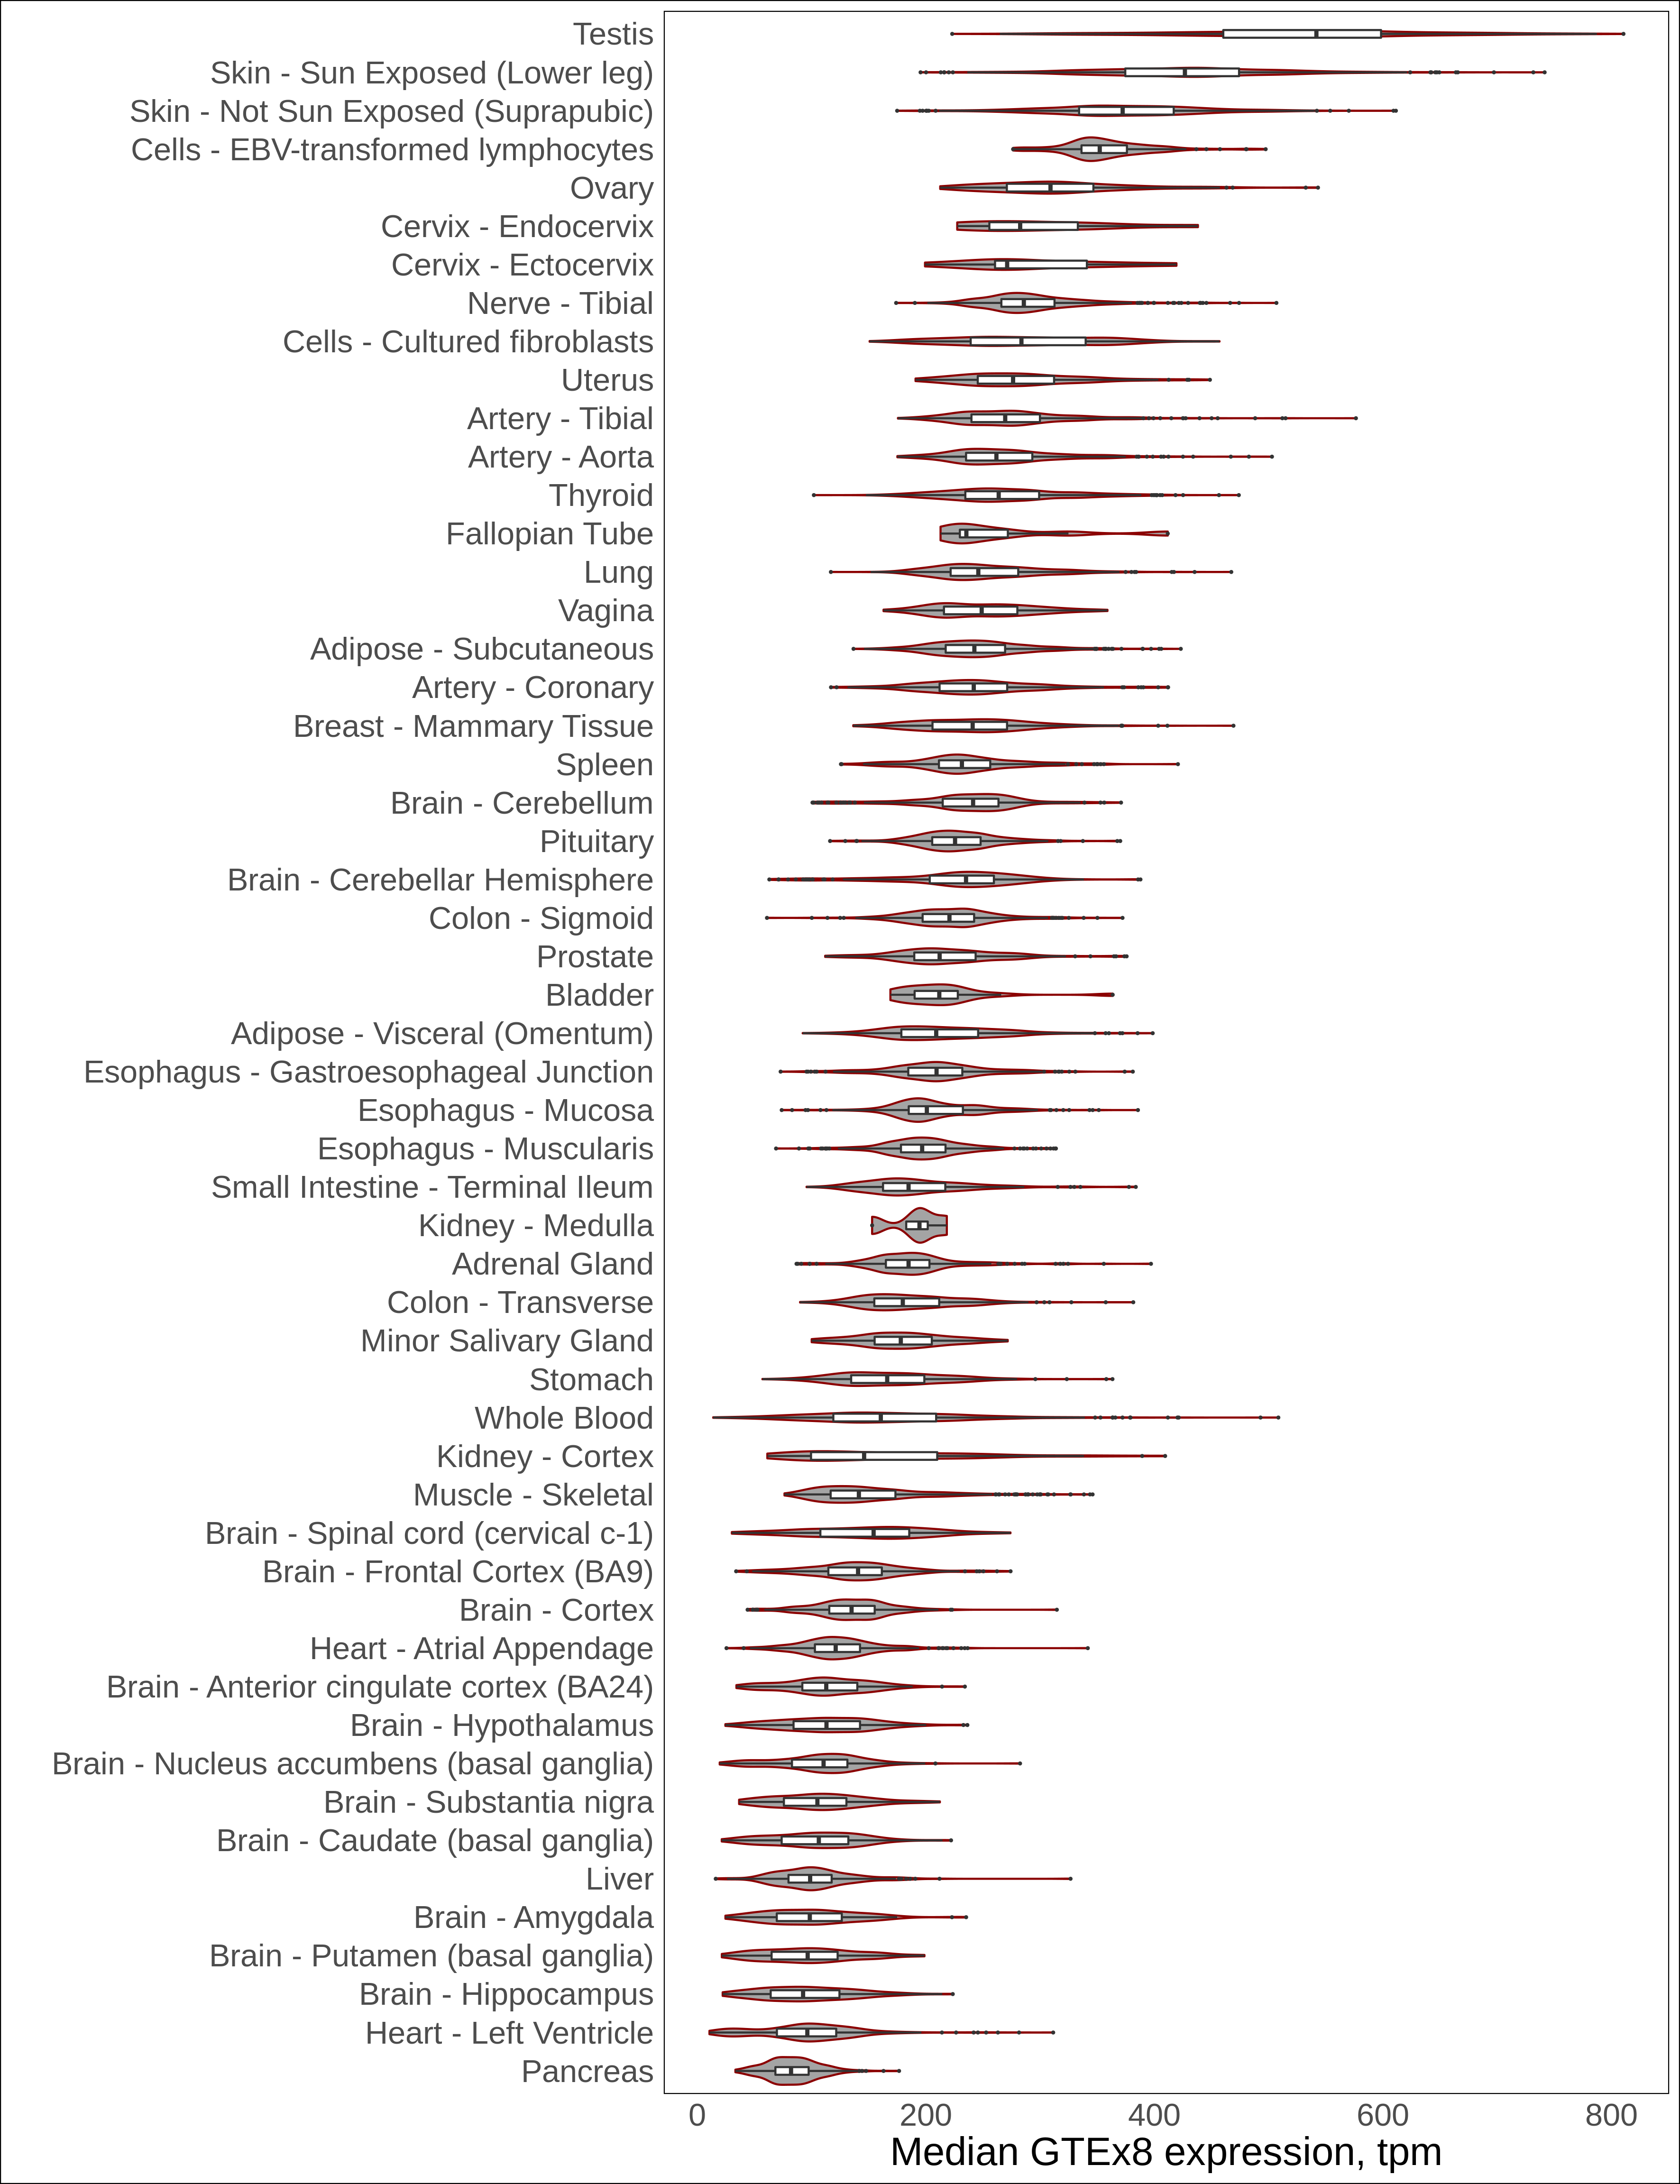 Testis
Skin - Sun Exposed (Lower leg)
Skin - Not Sun Exposed (Suprapubic)
Cells - EBV-transformed lymphocytes
Ovary
Cervix - Endocervix
Cervix - Ectocervix
Nerve - Tibial
Cells - Cultured fibroblasts
Uterus
Artery - Tibial
Artery - Aorta
Thyroid
Fallopian Tube
Lung
Vagina
Adipose - Subcutaneous
Artery - Coronary
Breast - Mammary Tissue
Spleen
Brain - Cerebellum
Pituitary
Brain - Cerebellar Hemisphere
Colon - Sigmoid
Prostate
Bladder
Adipose - Visceral (Omentum)
Esophagus - Gastroesophageal Junction
Esophagus - Mucosa
Esophagus - Muscularis
Small Intestine - Terminal Ileum
Kidney - Medulla
Adrenal Gland
Colon - Transverse
Minor Salivary Gland
Stomach
Whole Blood
Kidney - Cortex
Muscle - Skeletal
Brain - Spinal cord (cervical c-1)
Brain - Frontal Cortex (BA9)
Brain - Cortex
Heart - Atrial Appendage
Brain - Anterior cingulate cortex (BA24)
Brain - Hypothalamus
Brain - Nucleus accumbens (basal ganglia)
Brain - Substantia nigra
Brain - Caudate (basal ganglia)
Liver
Brain - Amygdala
Brain - Putamen (basal ganglia)
Brain - Hippocampus
Heart - Left Ventricle
Pancreas
0 200 400 600 800
Median GTEx8 expression, tpm